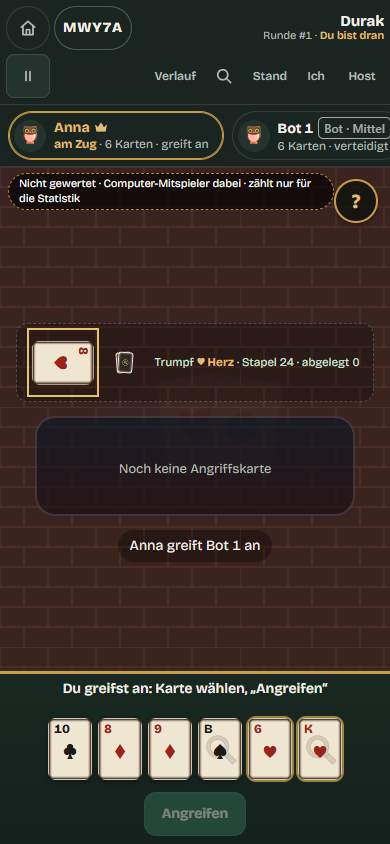 MWY7A
Durak
Runde #1 · Du bist dran
Verlauf
Stand
Ich
Host
Anna
am Zug · 6 Karten · greift an
Bot 1
Bot · Mittel
6 Karten · verteidigt
Nicht gewertet · Computer-Mitspieler dabei · zählt nur für
die Statistik
?
8
Trumpf ♥ Herz · Stapel 24 · abgelegt 0
Noch keine Angriffskarte
Anna greift Bot 1 an
Du greifst an: Karte wählen, „Angreifen“
10 8 9 B 6 K
Angreifen